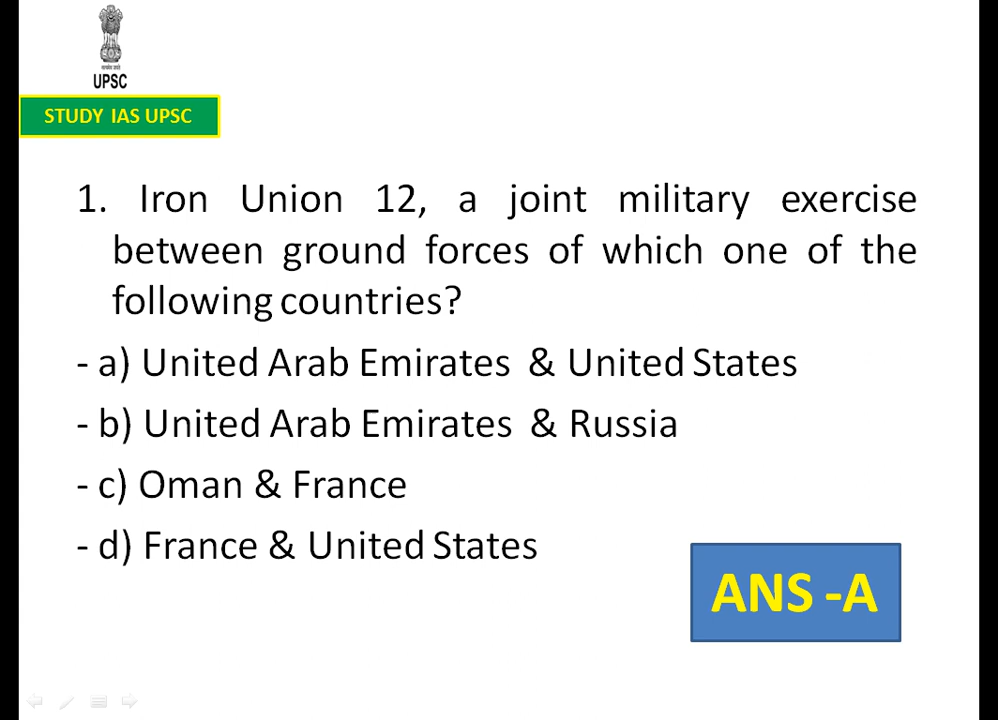 UPSC
STUDY IAS UPSC
1. Iron Union 12, a joint military exercise
between ground forces of which one of the
following countries?
- a) United Arab Emirates & United States
- b) United Arab Emirates & Russia
- c) Oman & France
- d) France & United States
ANS -A